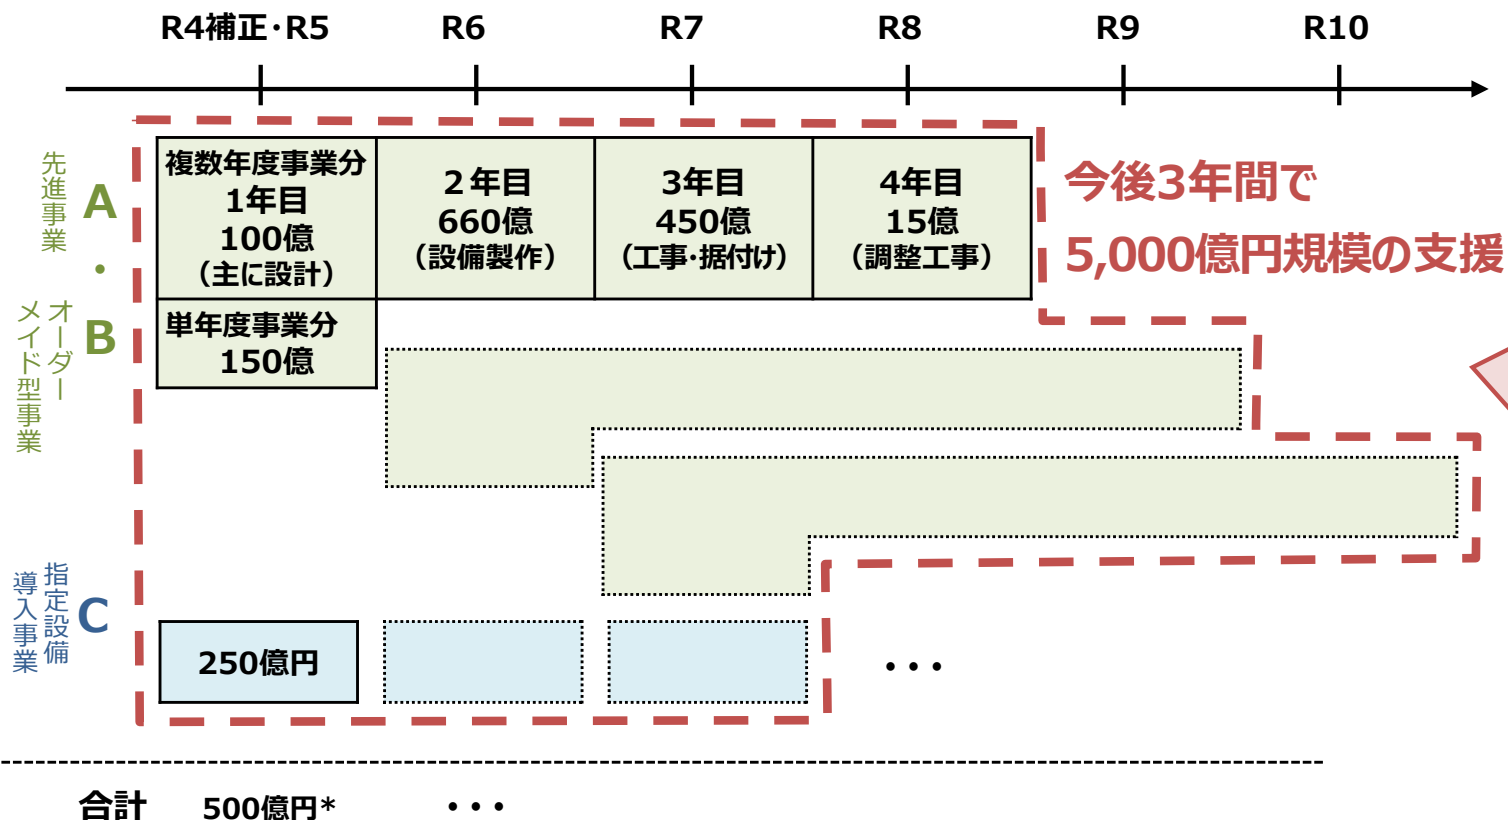 R4補正・R5
R6
R7
R8
R9
R10
先進事業
A
・
オーダー
メイド型事業
B
複数年度事業分
1年目
100億
(主に設計)
2年目
660億
(設備製作)
3年目
450億
(工事・据付け)
4年目
15億
(調整工事)
単年度事業分
150億
今後3年間で
5,000億円規模の支援
指定設備
導入事業
C
250億円
・・・
合計
500億円*
・・・